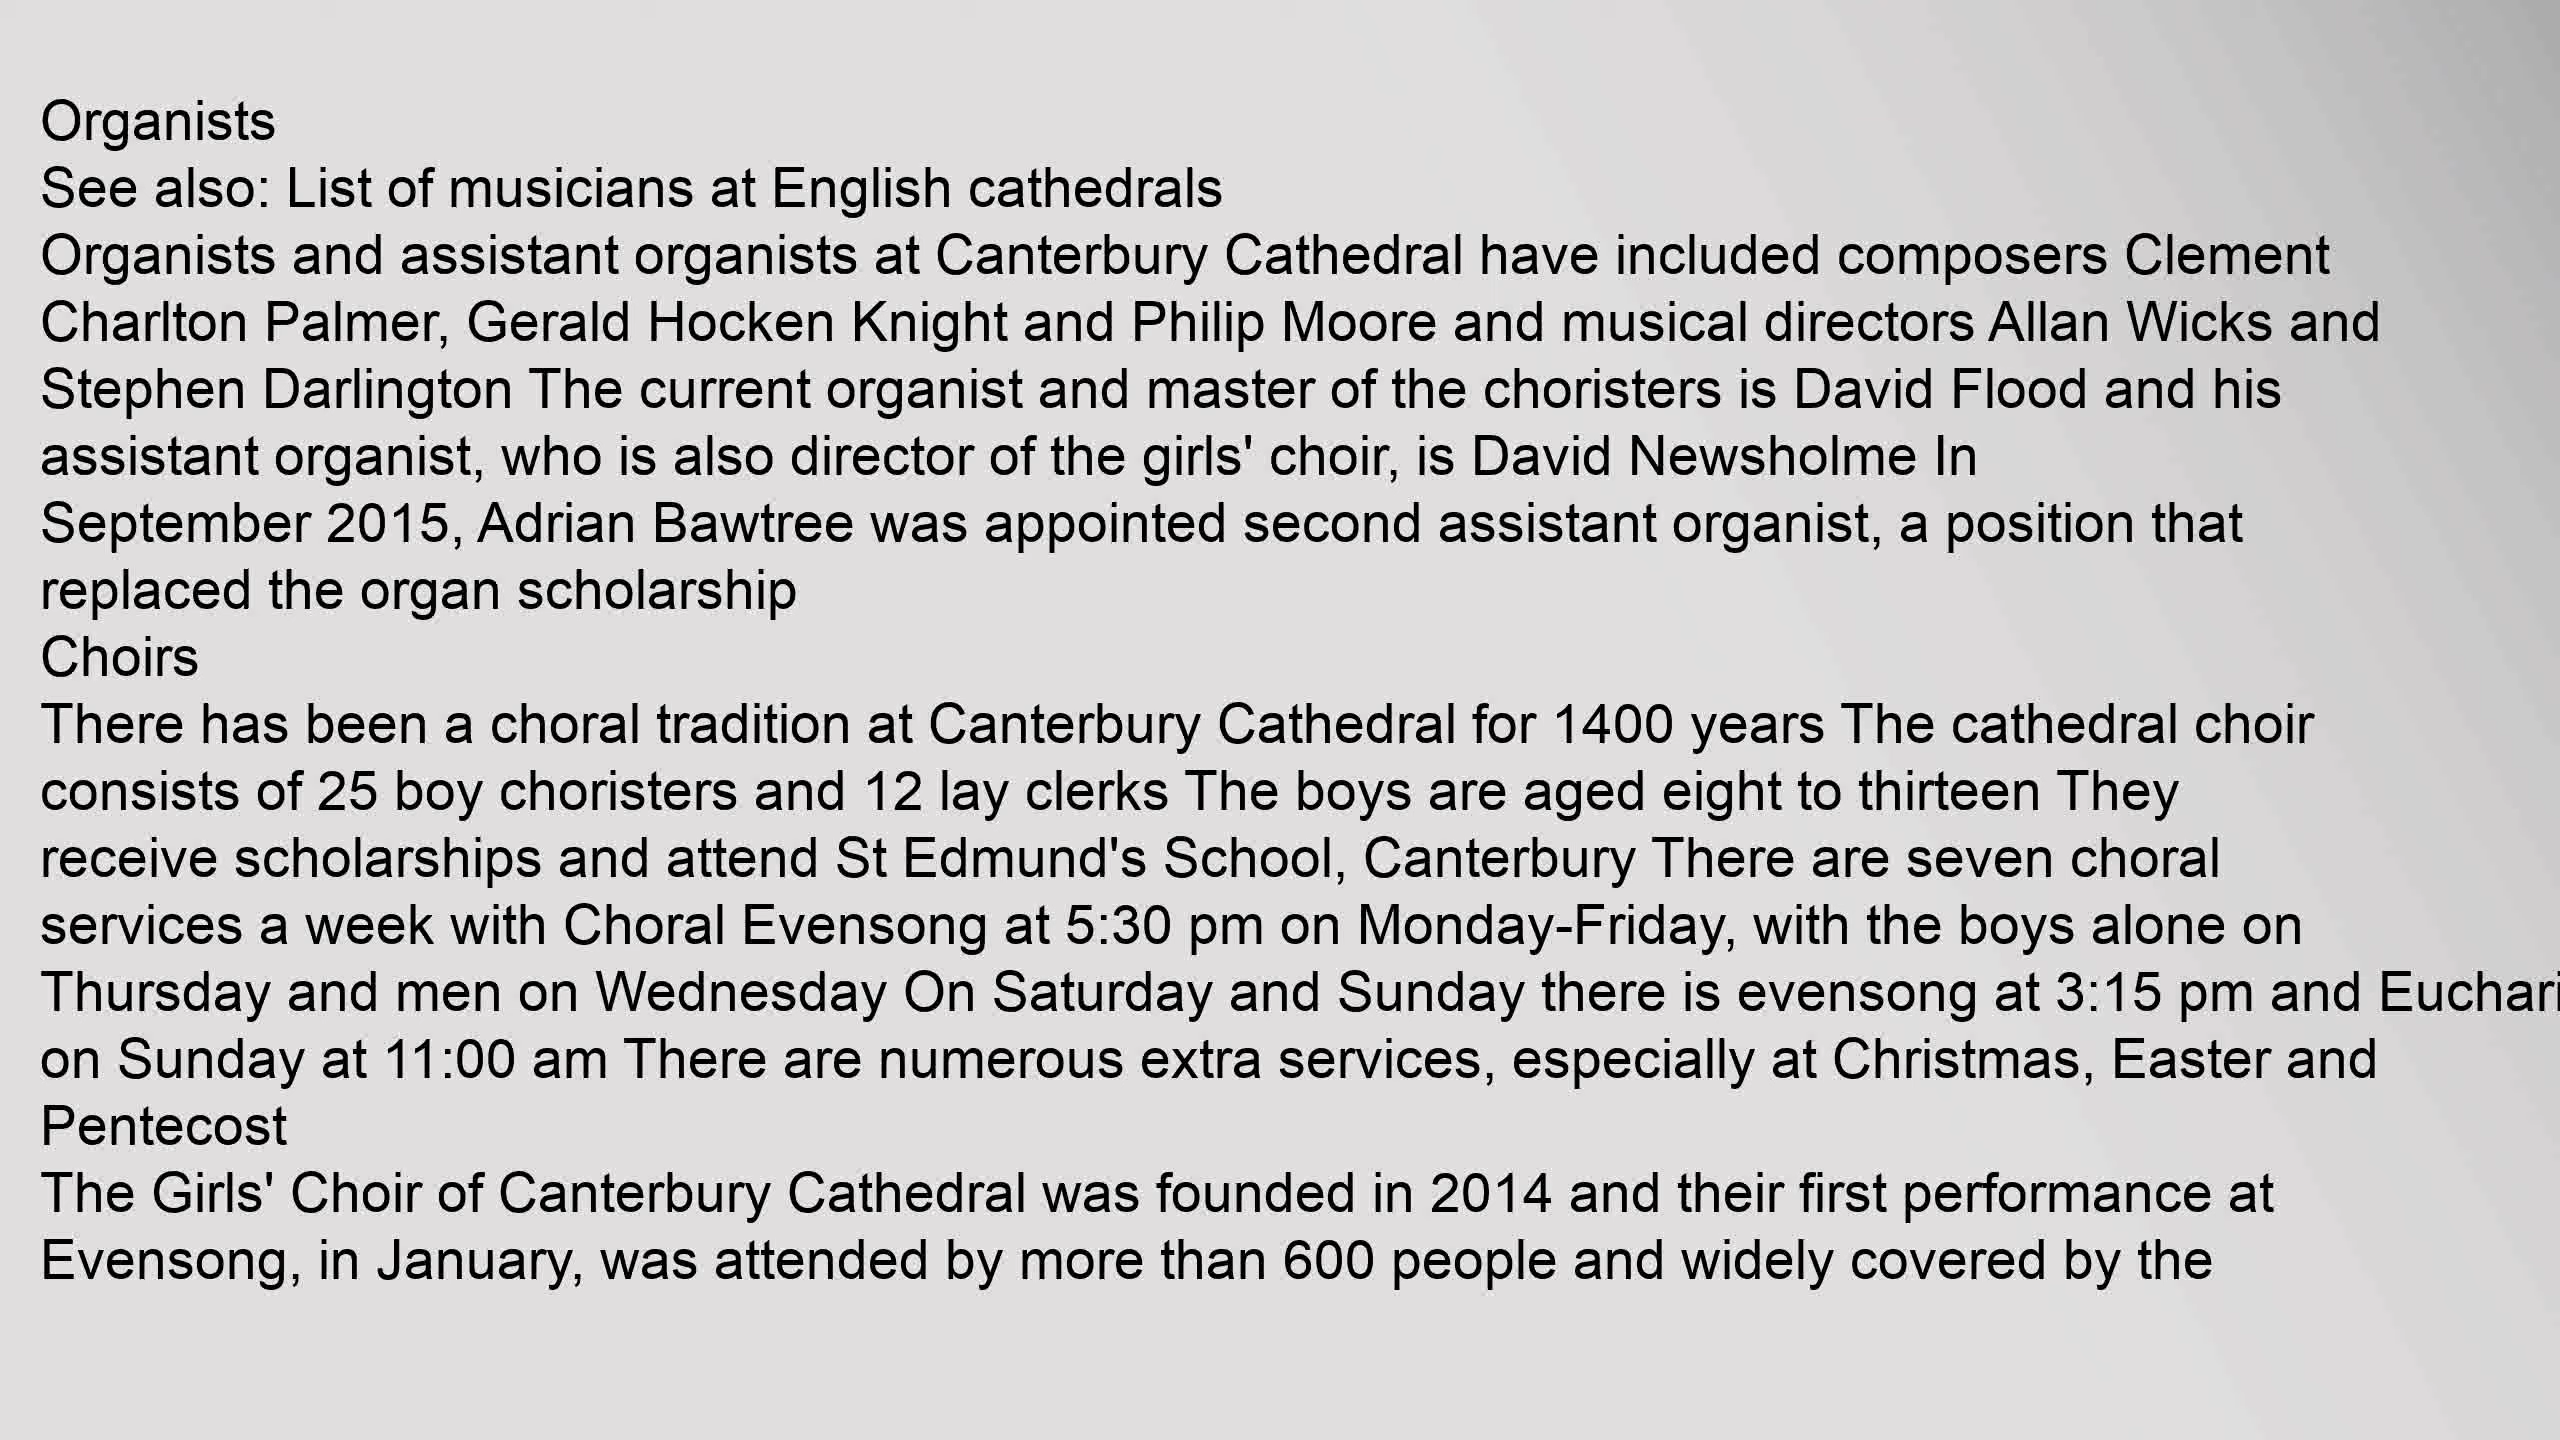 Organists
See also: List of musicians at English cathedrals
Organists and assistant organists at Canterbury Cathedral have included composers Clement
Charlton Palmer, Gerald Hocken Knight and Philip Moore and musical directors Allan Wicks and
Stephen Darlington The current organist and master of the choristers is David Flood and his
assistant organist, who is also director of the girls' choir, is David Newsholme In
September 2015, Adrian Bawtree was appointed second assistant organist, a position that
replaced the organ scholarship
Choirs
There has been a choral tradition at Canterbury Cathedral for 1400 years The cathedral choir
consists of 25 boy choristers and 12 lay clerks The boys are aged eight to thirteen They
receive scholarships and attend St Edmund's School, Canterbury There are seven choral
services a week with Choral Evensong at 5:30 pm on Monday-Friday, with the boys alone on
Thursday and men on Wednesday On Saturday and Sunday there is evensong at 3:15 pm and Euchari
on Sunday at 11:00 am There are numerous extra services, especially at Christmas, Easter and
Pentecost
The Girls' Choir of Canterbury Cathedral was founded in 2014 and their first performance at
Evensong, in January, was attended by more than 600 people and widely covered by the